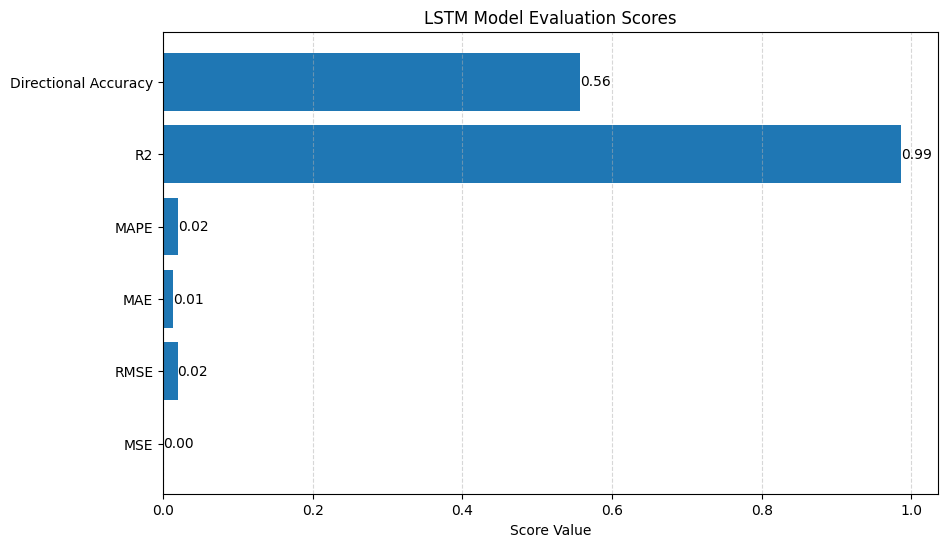 LSTM Model Evaluation Scores
Directional Accuracy
0.56
R2
0.99
MAPE
0.02
MAE
0.01
RMSE
0.02
MSE
0.00
0.0
0.2
0.4
0.6
0.8
1.0
Score Value